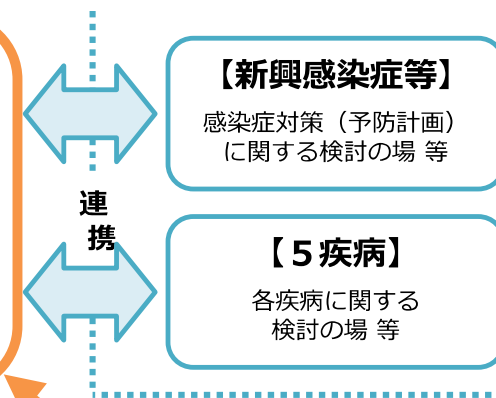 【新興感染症等】
感染症対策（予防計画）
に関する検討の場 等
連
携
【５疾病】
各疾病に関する
検討の場 等